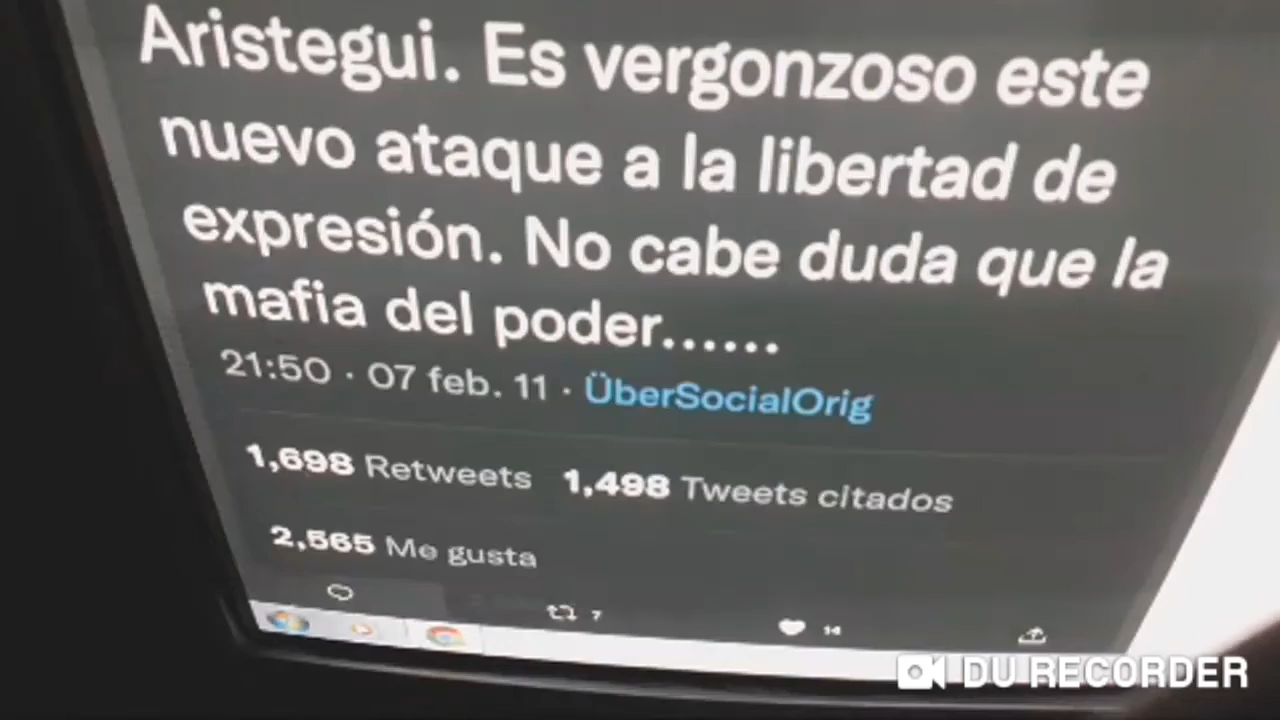 Aristegui. Es vergonzoso este
nuevo ataque a la libertad de
expresión. No cabe duda que la
mafia del poder......
21:50 · 07 feb. 11 · ÜberSocialOrig
1,698 Retweets 1,498 Tweets citados
2,565 Me gusta
7 14
DU RECORDER